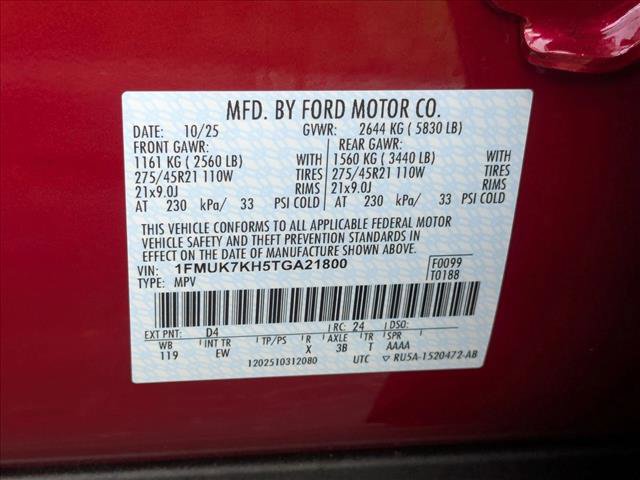 MFD. BY FORD MOTOR CO.
DATE: 10/25 GVWR: 2644 KG ( 5830 LB)
FRONT GAWR: REAR GAWR:
1161 KG ( 2560 LB) WITH 1560 KG ( 3440 LB) WITH
275/45R21 110W TIRES 275/45R21 110W TIRES
21x9.0J RIMS 21x9.0J RIMS
AT 230 kPa/ 33 PSI COLD AT 230 kPa/ 33 PSI COLD
THIS VEHICLE CONFORMS TO ALL APPLICABLE FEDERAL MOTOR
VEHICLE SAFETY AND THEFT PREVENTION STANDARDS IN
EFFECT ON THE DATE OF MANUFACTURE SHOWN ABOVE.
VIN: 1FMUK7KH5TGA21800 F0099
TYPE: MPV T0188
EXT PNT: D4 RC: 24 DSO:
WB INT TR TP/PS R AXLE TR SPR
119 EW X 3B T AAAA
1202510312080 UTC ▽ RU5A-1520472-AB